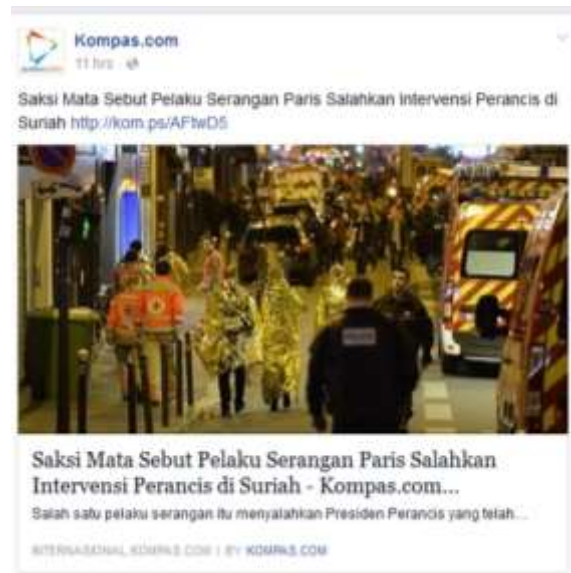 Kompas.com
11 hrs
Saksi Mata Sebut Pelaku Serangan Paris Salahkan Intervensi Perancis di
Suriah http://kom.ps/AFtwD5
Saksi Mata Sebut Pelaku Serangan Paris Salahkan
Intervensi Perancis di Suriah - Kompas.com...
Salah satu pelaku serangan itu menyalahkan Presiden Perancis yang telah...
INTERNASIONAL.KOMPAS.COM | BY KOMPAS.COM